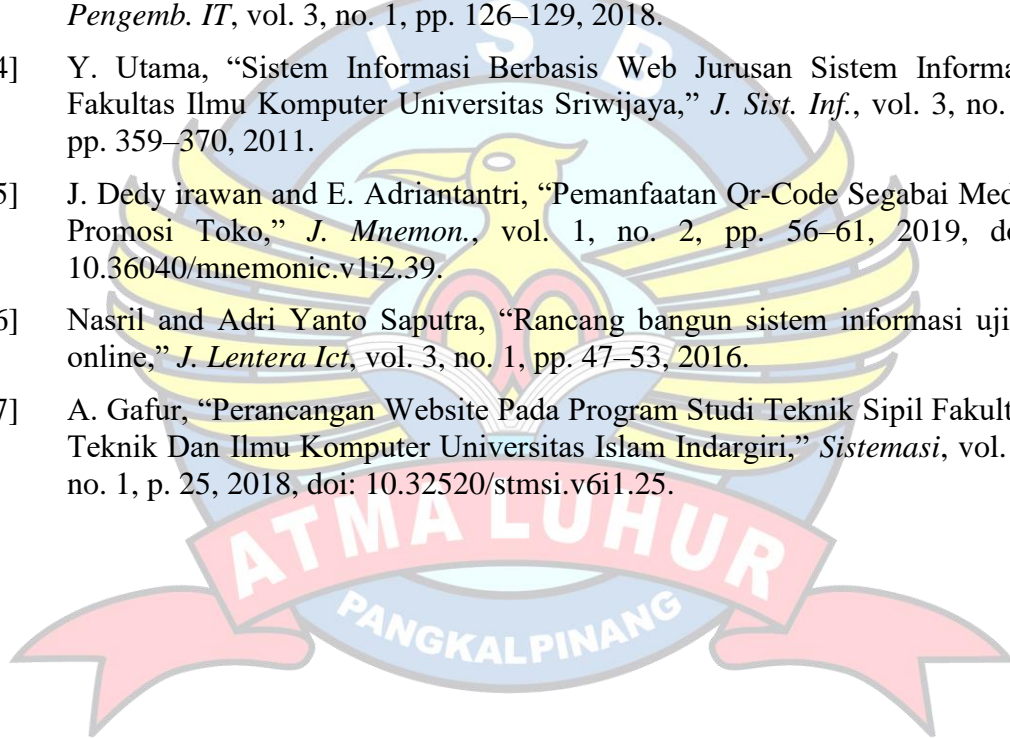 Pengemb. IT, vol. 3, no. 1, pp. 126–129, 2018.
4] Y. Utama, “Sistem Informasi Berbasis Web Jurusan Sistem Informa
Fakultas Ilmu Komputer Universitas Sriwijaya,” J. Sist. Inf., vol. 3, no.
pp. 359–370, 2011.
5] J. Dedy irawan and E. Adriantantri, “Pemanfaatan Qr-Code Segabai Med
Promosi Toko,” J. Mnemon., vol. 1, no. 2, pp. 56–61, 2019, do
10.36040/mnemonic.v1i2.39.
6] Nasril and Adri Yanto Saputra, “Rancang bangun sistem informasi uji
online,” J. Lentera Ict, vol. 3, no. 1, pp. 47–53, 2016.
7] A. Gafur, “Perancangan Website Pada Program Studi Teknik Sipil Fakult
Teknik Dan Ilmu Komputer Universitas Islam Indargiri,” Sistemasi, vol.
no. 1, p. 25, 2018, doi: 10.32520/stmsi.v6i1.25.
I S B
ATMA LUHUR
PANGKALPINANG